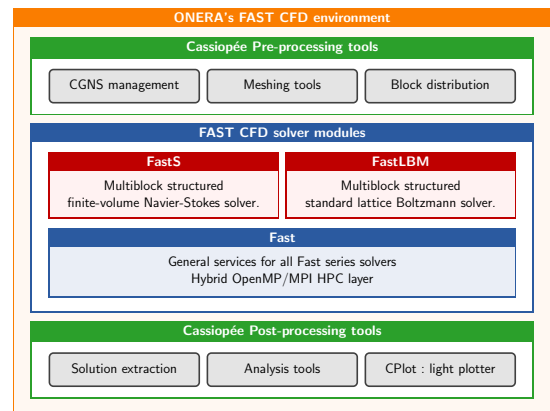 ONERA's FAST CFD environment
Cassiopée Pre-processing tools
CGNS management
Meshing tools
Block distribution
FAST CFD solver modules
FastS
Multiblock structured
finite-volume Navier-Stokes solver.
FastLBM
Multiblock structured
standard lattice Boltzmann solver.
Fast
General services for all Fast series solvers
Hybrid OpenMP/MPI HPC layer
Cassiopée Post-processing tools
Solution extraction
Analysis tools
CPlot : light plotter